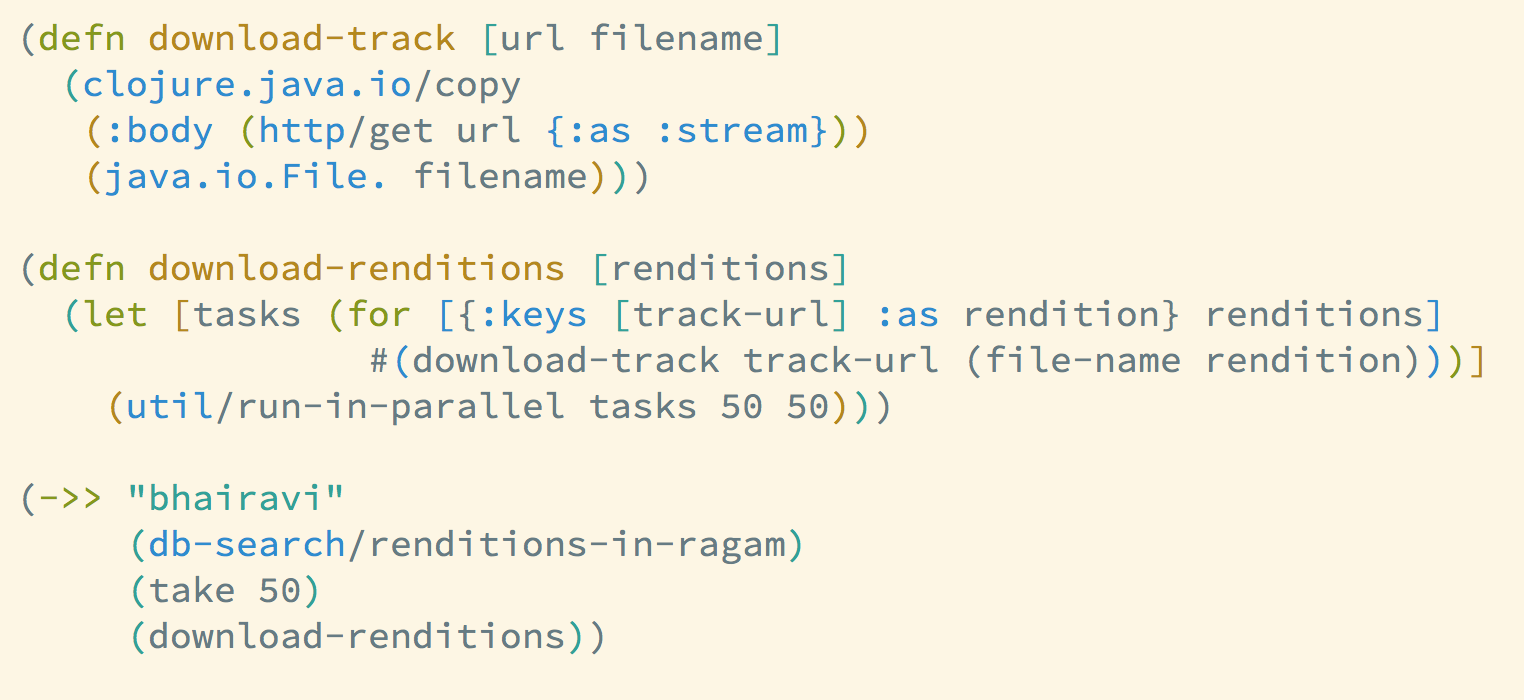 (defn download-track [url filename]
  (clojure.java.io/copy
   (:body (http/get url {:as :stream}))
   (java.io.File. filename)))

(defn download-renditions [renditions]
  (let [tasks (for [{:keys [track-url] :as rendition} renditions]
                #(download-track track-url (file-name rendition)))]
    (util/run-in-parallel tasks 50 50)))

(->> "bhairavi"
     (db-search/renditions-in-ragam)
     (take 50)
     (download-renditions))